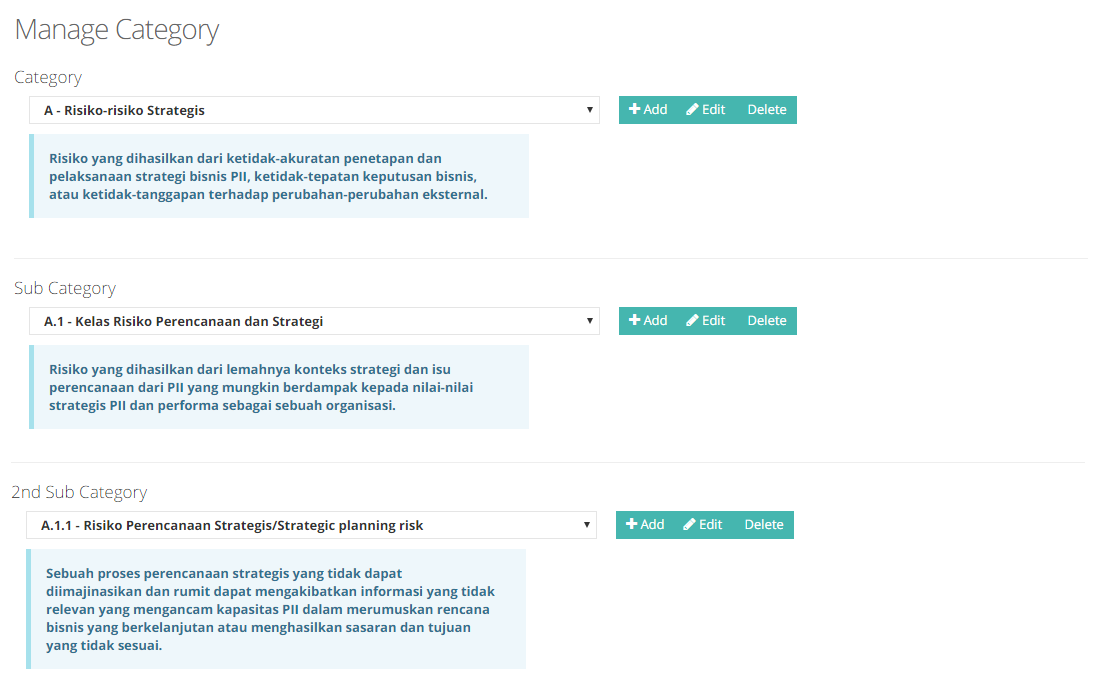 Manage Category
Category
A - Risiko-risiko Strategis
Add Edit Delete
Risiko yang dihasilkan dari ketidak-akuratan penetapan dan
pelaksanaan strategi bisnis PII, ketidak-tepatan keputusan bisnis,
atau ketidak-tanggapan terhadap perubahan-perubahan eksternal.
Sub Category
A.1 - Kelas Risiko Perencanaan dan Strategi
Add Edit Delete
Risiko yang dihasilkan dari lemahnya konteks strategi dan isu
perencanaan dari PII yang mungkin berdampak kepada nilai-nilai
strategis PII dan performa sebagai sebuah organisasi.
2nd Sub Category
A.1.1 - Risiko Perencanaan Strategis/Strategic planning risk
Add Edit Delete
Sebuah proses perencanaan strategis yang tidak dapat
diimajinasikan dan rumit dapat mengakibatkan informasi yang tidak
relevan yang mengancam kapasitas PII dalam merumuskan rencana
bisnis yang berkelanjutan atau menghasilkan sasaran dan tujuan
yang tidak sesuai.